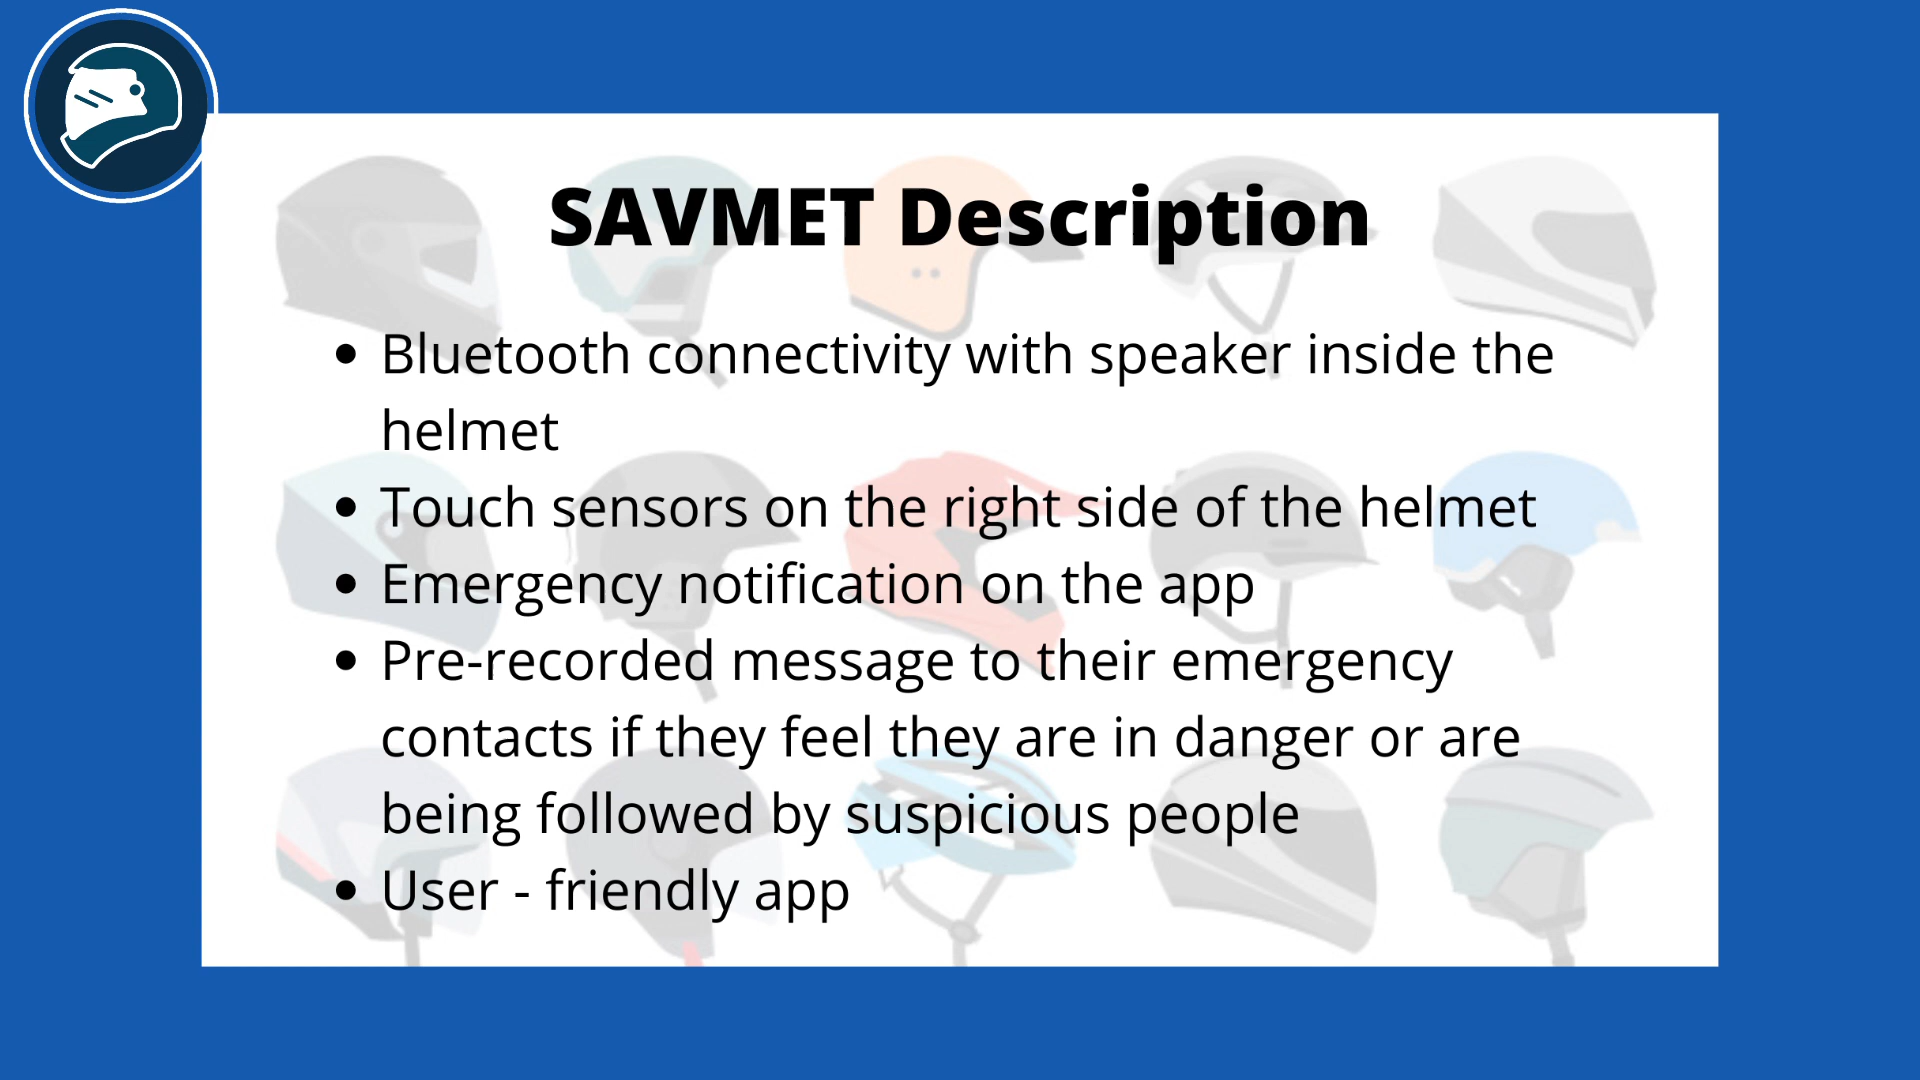 SAVMET Description
• Bluetooth connectivity with speaker inside the
helmet
• Touch sensors on the right side of the helmet
• Emergency notification on the app
• Pre-recorded message to their emergency
contacts if they feel they are in danger or are
being followed by suspicious people
• User - friendly app